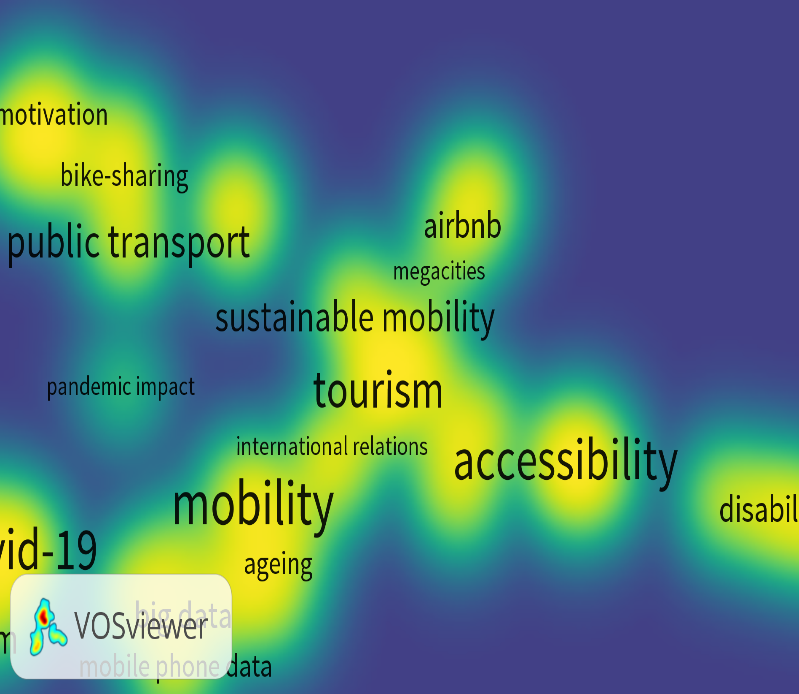 motivation
bike-sharing
public transport
airbnb
megacities
sustainable mobility
pandemic impact
tourism
international relations
accessibility
mobility
disabil
vid-19
ageing
big data
VOSviewer
m
mobile phone data